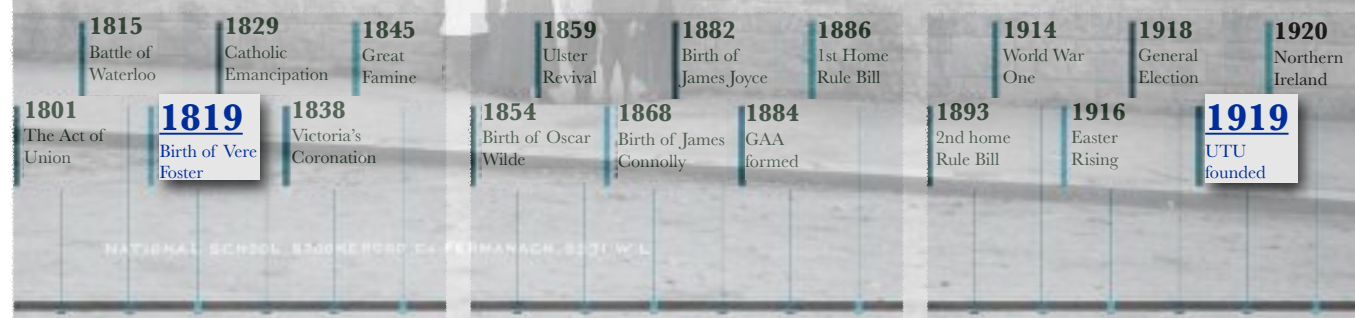 1801
The Act of
Union
1815
Battle of
Waterloo
1819
Birth of Vere
Foster
1829
Catholic
Emancipation
1838
Victoria's
Coronation
1845
Great
Famine
1854
Birth of Oscar
Wilde
1859
Ulster
Revival
1868
Birth of James
Connolly
1882
Birth of
James Joyce
1884
GAA
formed
1886
1st Home
Rule Bill
1893
2nd home
Rule Bill
1914
World War
One
1916
Easter
Rising
1918
General
Election
1919
UTU
founded
1920
Northern
Ireland
NATIONAL SCHOOL